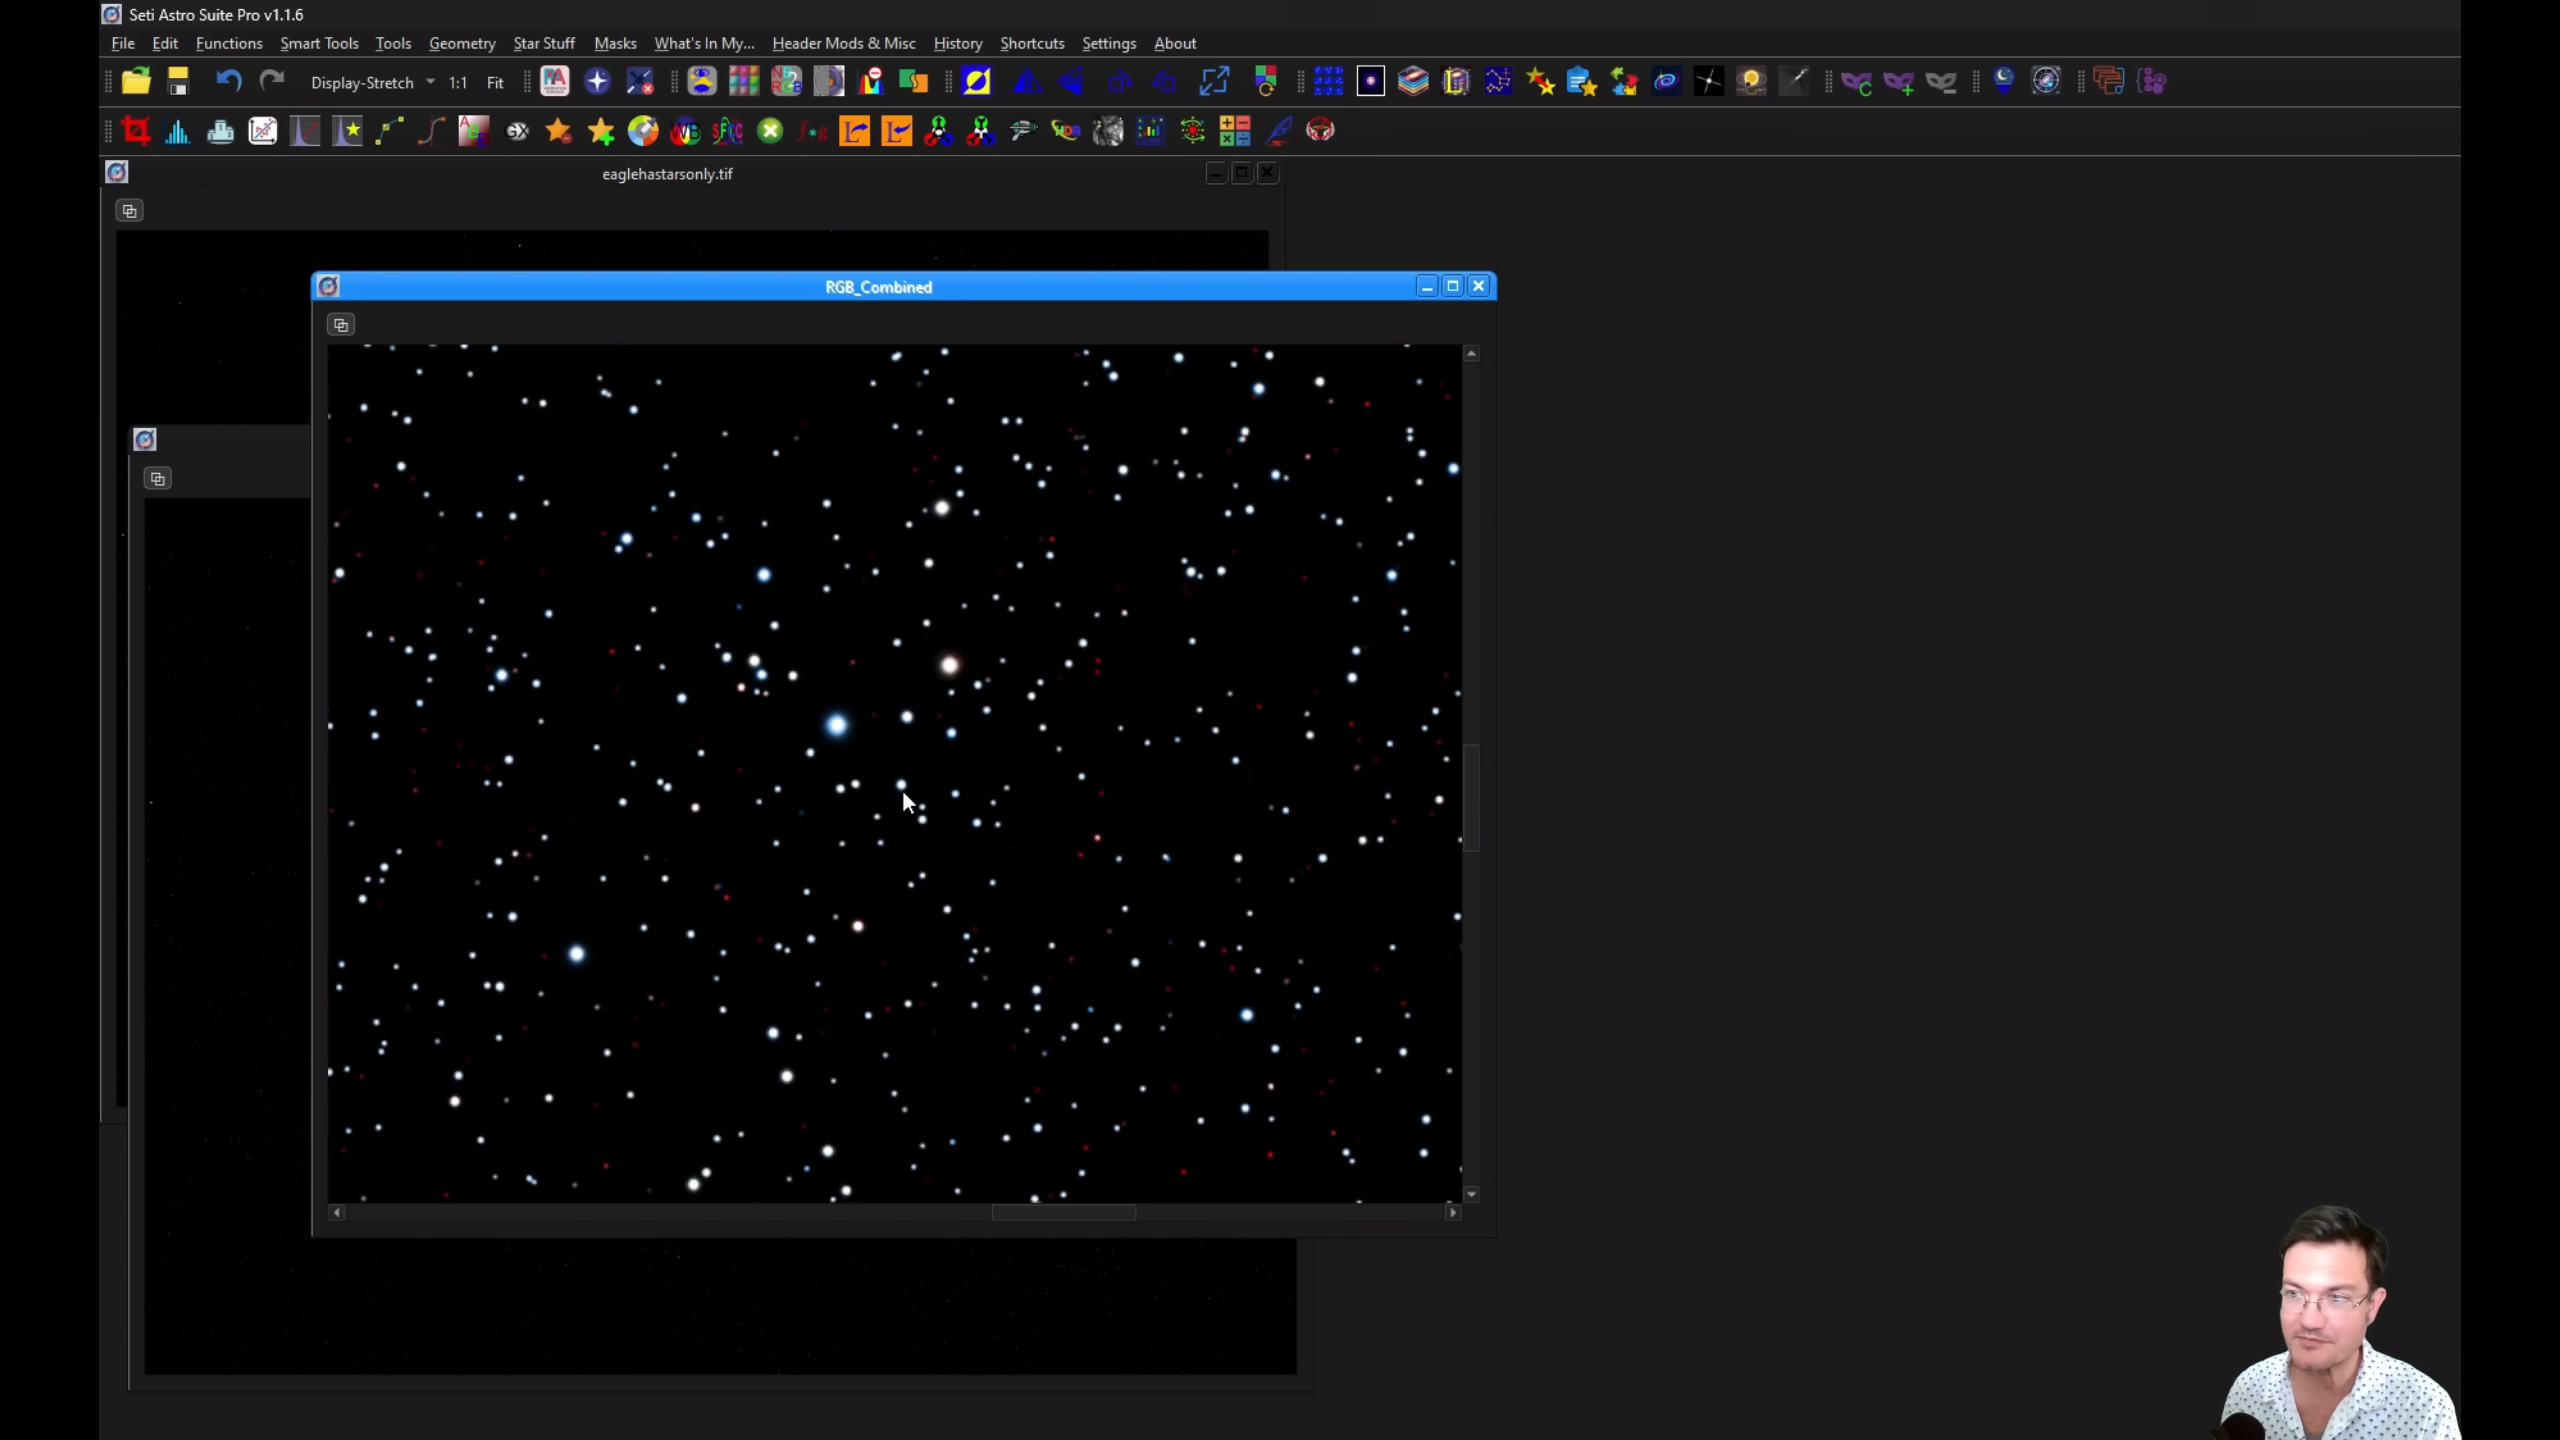 Seti Astro Suite Pro v1.1.6
File Edit Functions Smart Tools Tools Geometry Star Stuff Masks What's In My... Header Mods & Misc History Shortcuts Settings About
Display-Stretch 1:1 Fit
eaglehastarsonly.tif
RGB_Combined